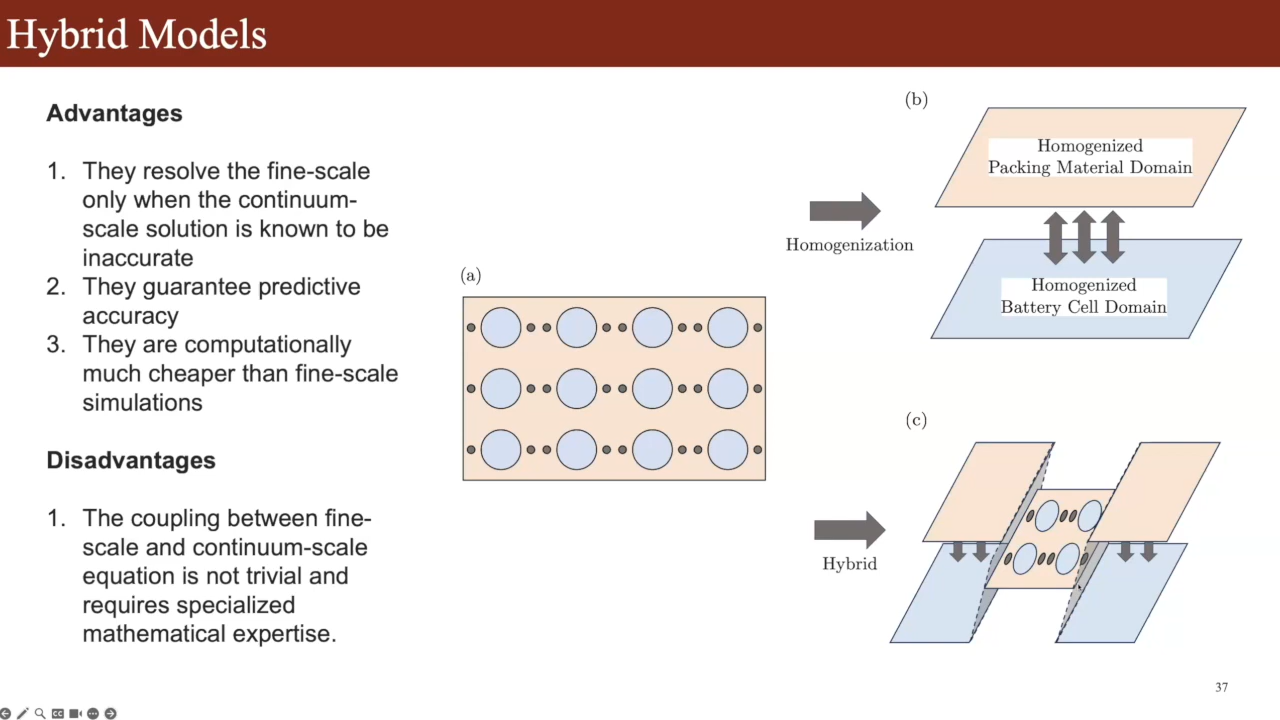 Hybrid Models
Advantages
1. They resolve the fine-scale
only when the continuum-
scale solution is known to be
inaccurate
2. They guarantee predictive
accuracy
3. They are computationally
much cheaper than fine-scale
simulations
Disadvantages
1. The coupling between fine-
scale and continuum-scale
equation is not trivial and
requires specialized
mathematical expertise.
(a)
Homogenization
(b)
Homogenized
Packing Material Domain
Homogenized
Battery Cell Domain
Hybrid
(c)
37